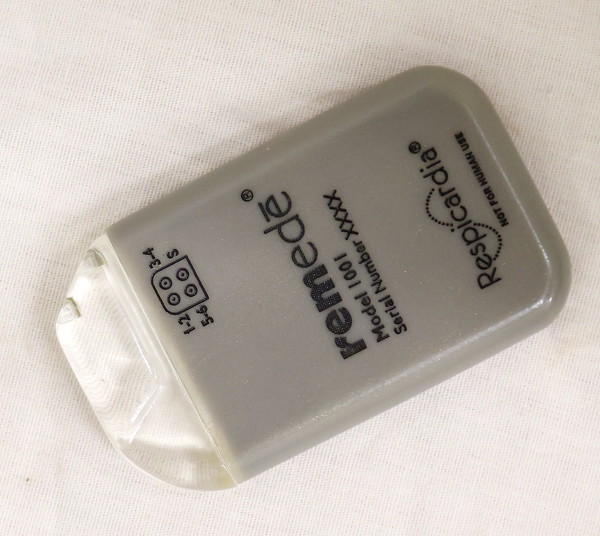 3-4 S
1-2 5-6
remedē®
Model 1001
Serial Number XXXX
Respicardia®
NOT FOR HUMAN USE